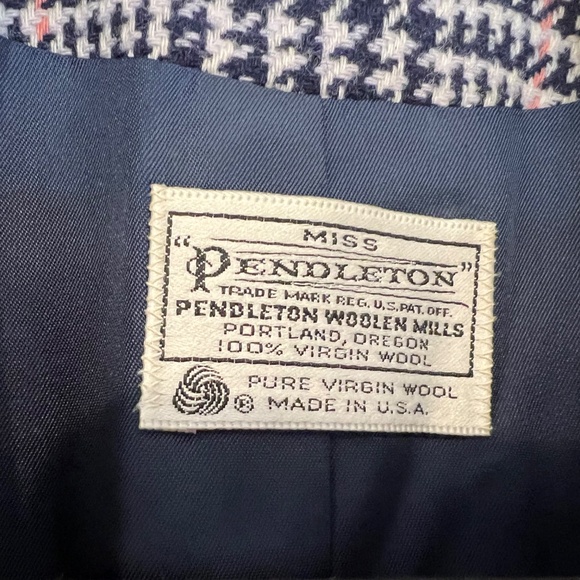 MISS
"PENDLETON"
TRADE MARK REG. U.S. PAT. OFF.
PENDLETON WOOLEN MILLS
PORTLAND, OREGON
100% VIRGIN WOOL
PURE VIRGIN WOOL
® MADE IN U.S.A.